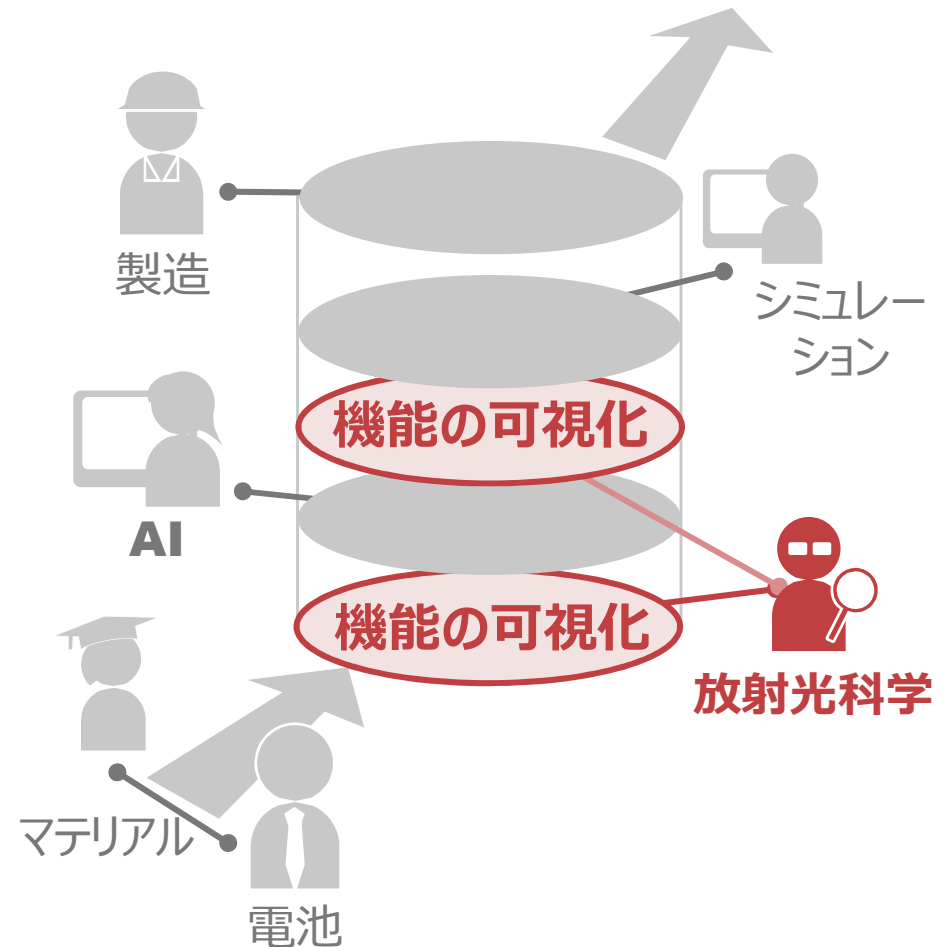 製造
シミュレー
ション
機能の可視化
AI
機能の可視化
放射光科学
マテリアル
電池